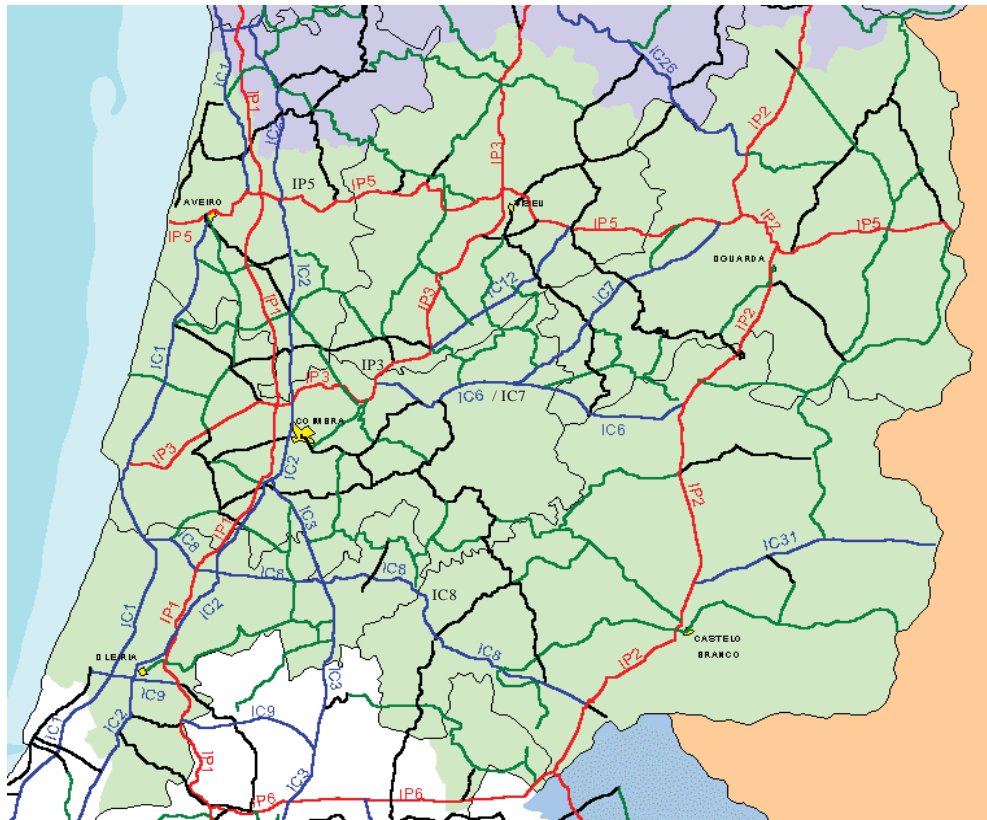 IC1
IC26
IP1
IP2
IC2
IP3
IP5
IP5
AVEIRO
VISEU
IP5
IP5
IP2
IP5
IC2
OGUARDA
IP3
IC12
IC7
IP1
IP2
IC1
IP3
IP3
IC6 / IC7
COIMBRA
IC6
IP3
IC2
IP2
IC3
IP1
IC8
IC31
IC8
IC8
IC8
IP1
IC2
IC1
IC8
OLEIRIA
IP2
CASTELO
BRANCO
IC3
IC9
IC2
IC9
IC1
IP1
IC3
IP6
IP6